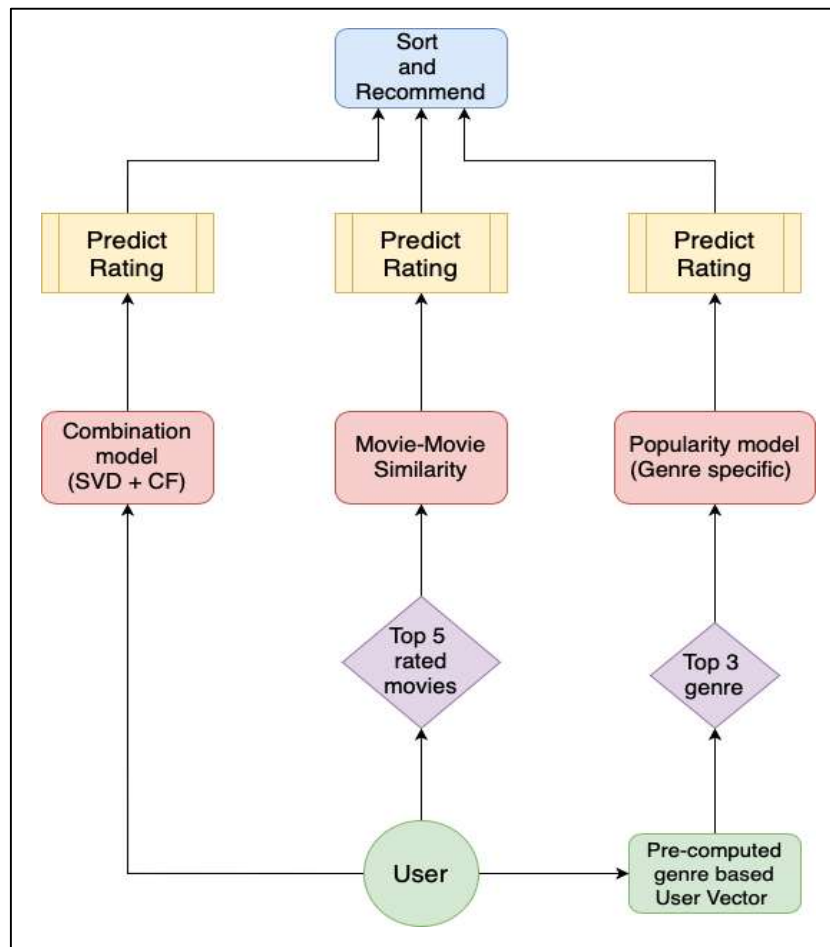 Sort
and
Recommend
Predict
Rating
Predict
Rating
Predict
Rating
Combination
model
(SVD + CF)
Movie-Movie
Similarity
Popularity model
(Genre specific)
Top 5
rated
movies
Top 3
genre
User
Pre-computed
genre based
User Vector